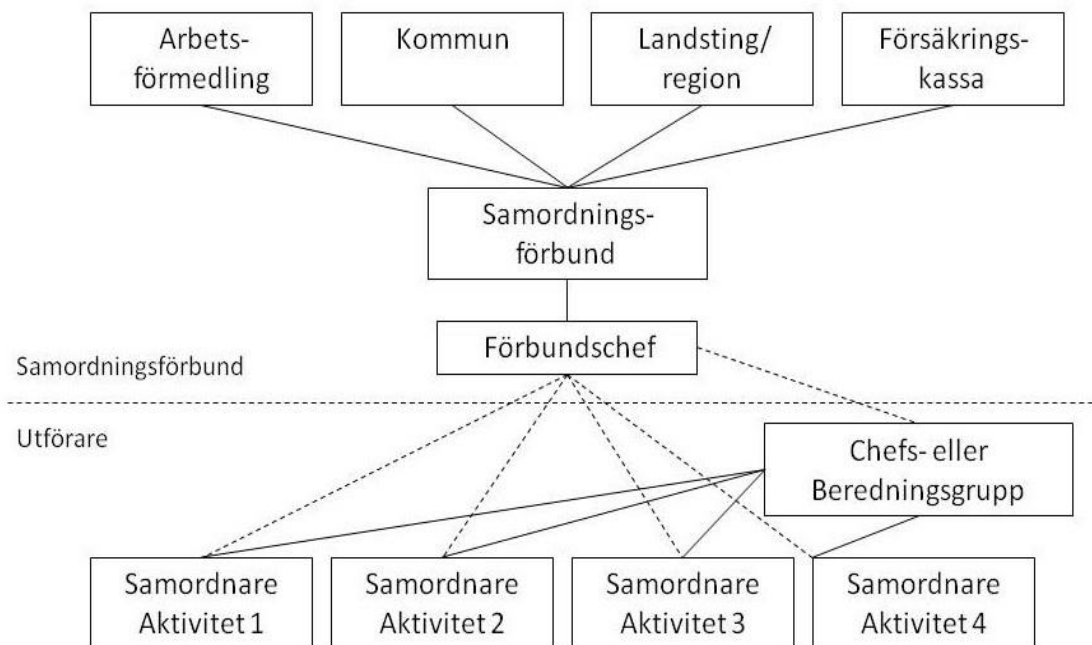 Arbets-
förmedling
Kommun
Landsting/
region
Försäkrings-
kassa
Samordnings-
förbund
Förbundschef
Samordningsförbund
Utförare
Chefs- eller
Beredningsgrupp
Samordnare
Aktivitet 1
Samordnare
Aktivitet 2
Samordnare
Aktivitet 3
Samordnare
Aktivitet 4